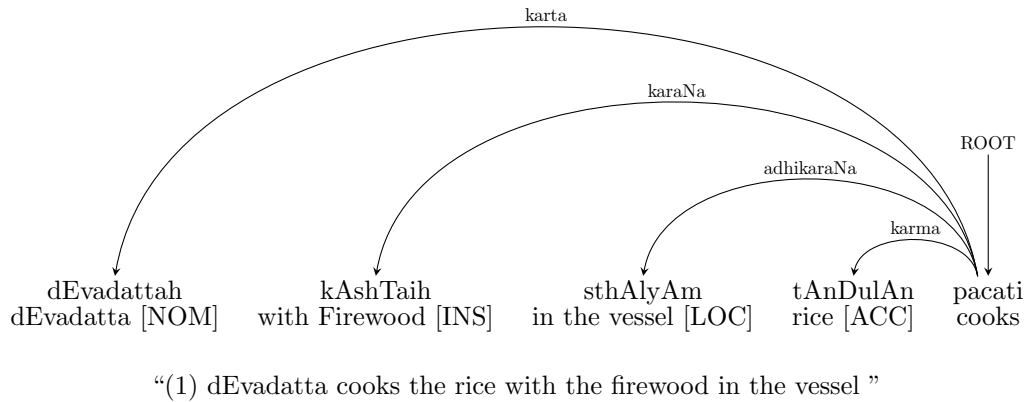 karta
karaNa
ROOT
adhikaraNa
karma
dEvadattah kAshTaih sthAlyAm tAnDulAn pacati
dEvadatta [NOM] with Firewood [INS] in the vessel [LOC] rice [ACC] cooks
“(1) dEvadatta cooks the rice with the firewood in the vessel ”